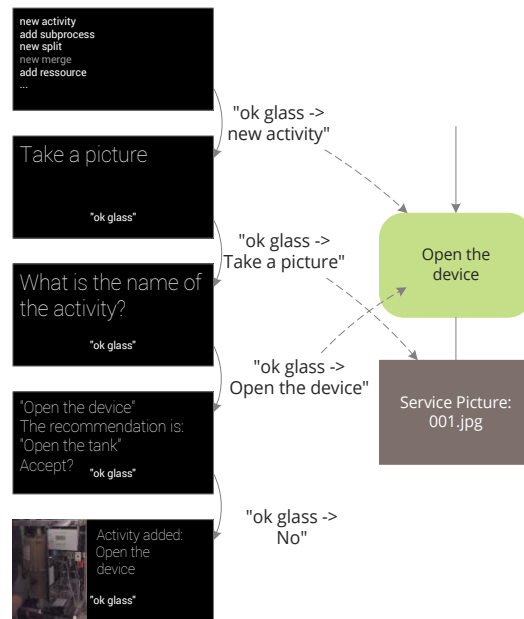 new activity
add subprocess
new split
new merge
add ressource
...
"ok glass ->
new activity"
Take a picture
"ok glass"
"ok glass ->
Take a picture"
Open the
device
What is the name of
the activity?
"ok glass"
"ok glass ->
Open the device"
Service Picture:
001.jpg
"Open the device"
The recommendation is:
"Open the tank"
Accept?
"ok glass"
"ok glass ->
No"
Activity added:
Open the
device
"ok glass"